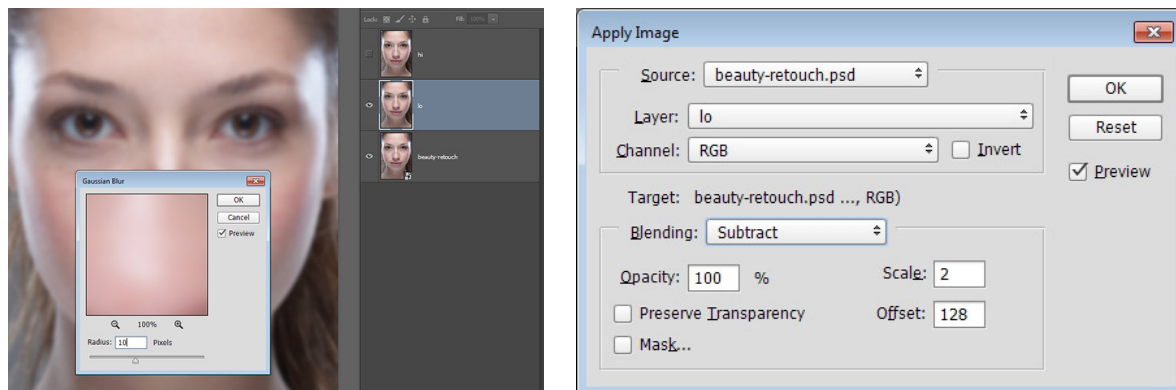 Lock:
Fill: 100%
hi
lo
beauty-retouch
Gaussian Blur
OK
Cancel
Preview
100%
Radius: 10 Pixels
Apply Image
Source: beauty-retouch.psd
OK
Layer: lo
Reset
Channel: RGB
Invert
Preview
Target: beauty-retouch.psd ..., RGB)
Blending: Subtract
Opacity: 100 %
Scale: 2
Preserve Transparency
Offset: 128
Mask...